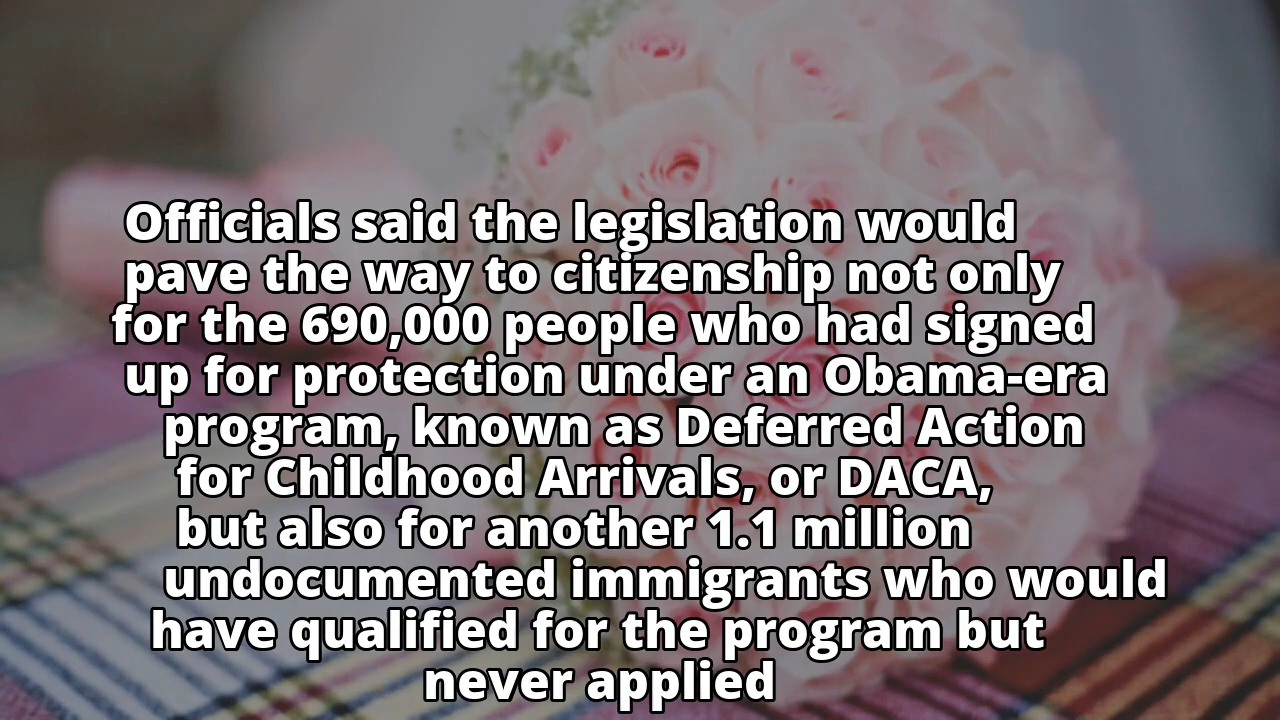 Officials said the legislation would
pave the way to citizenship not only
for the 690,000 people who had signed
up for protection under an Obama-era
program, known as Deferred Action
for Childhood Arrivals, or DACA,
but also for another 1.1 million
undocumented immigrants who would
have qualified for the program but
never applied